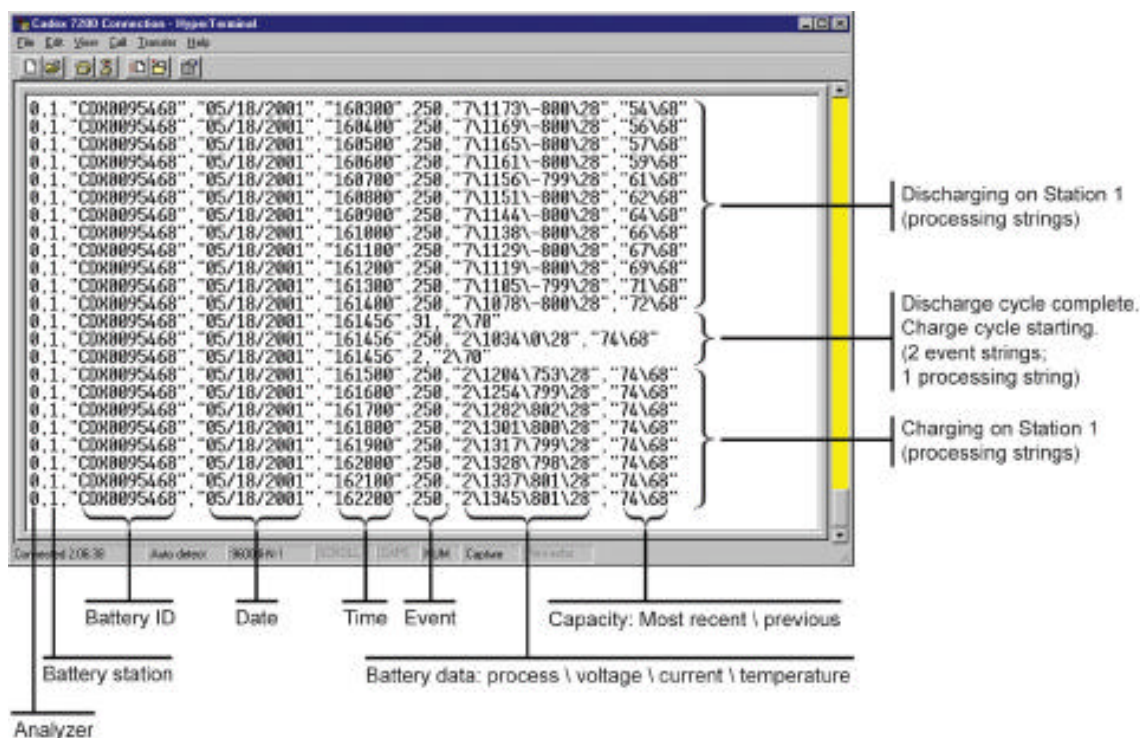 Cadex 7200 Connection - HyperTerminal
File Edit View Call Transfer Help
0,1,"CDX0095468","05/18/2001","160300",250,"7\1173\-800\28","54\68"
0,1,"CDX0095468","05/18/2001","160400",250,"7\1169\-800\28","56\68"
0,1,"CDX0095468","05/18/2001","160500",250,"7\1165\-800\28","57\68"
0,1,"CDX0095468","05/18/2001","160600",250,"7\1161\-800\28","59\68"
0,1,"CDX0095468","05/18/2001","160700",250,"7\1156\-799\28","61\68"
0,1,"CDX0095468","05/18/2001","160800",250,"7\1151\-800\28","62\68"
0,1,"CDX0095468","05/18/2001","160900",250,"7\1144\-800\28","64\68"
0,1,"CDX0095468","05/18/2001","161000",250,"7\1138\-800\28","66\68"
0,1,"CDX0095468","05/18/2001","161100",250,"7\1129\-800\28","67\68"
0,1,"CDX0095468","05/18/2001","161200",250,"7\1119\-800\28","69\68"
0,1,"CDX0095468","05/18/2001","161300",250,"7\1105\-799\28","71\68"
0,1,"CDX0095468","05/18/2001","161400",250,"7\1078\-800\28","72\68"
0,1,"CDX0095468","05/18/2001","161456",31,"2\70"
0,1,"CDX0095468","05/18/2001","161456",250,"2\1034\0\28","74\68"
0,1,"CDX0095468","05/18/2001","161456",2,"2\70"
0,1,"CDX0095468","05/18/2001","161500",250,"2\1204\753\28","74\68"
0,1,"CDX0095468","05/18/2001","161600",250,"2\1254\799\28","74\68"
0,1,"CDX0095468","05/18/2001","161700",250,"2\1282\802\28","74\68"
0,1,"CDX0095468","05/18/2001","161800",250,"2\1301\800\28","74\68"
0,1,"CDX0095468","05/18/2001","161900",250,"2\1317\799\28","74\68"
0,1,"CDX0095468","05/18/2001","162000",250,"2\1328\798\28","74\68"
0,1,"CDX0095468","05/18/2001","162100",250,"2\1337\801\28","74\68"
0,1,"CDX0095468","05/18/2001","162200",250,"2\1345\801\28","74\68"
Discharging on Station 1
(processing strings)
Discharge cycle complete.
Charge cycle starting.
(2 event strings;
1 processing string)
Charging on Station 1
(processing strings)
Connected 2:06:38 Auto detect 9600 8-N-1 SCROLL CAPS NUM Capture
Battery ID
Date
Time
Event
Capacity: Most recent \ previous
Battery station
Battery data: process \ voltage \ current \ temperature
Analyzer